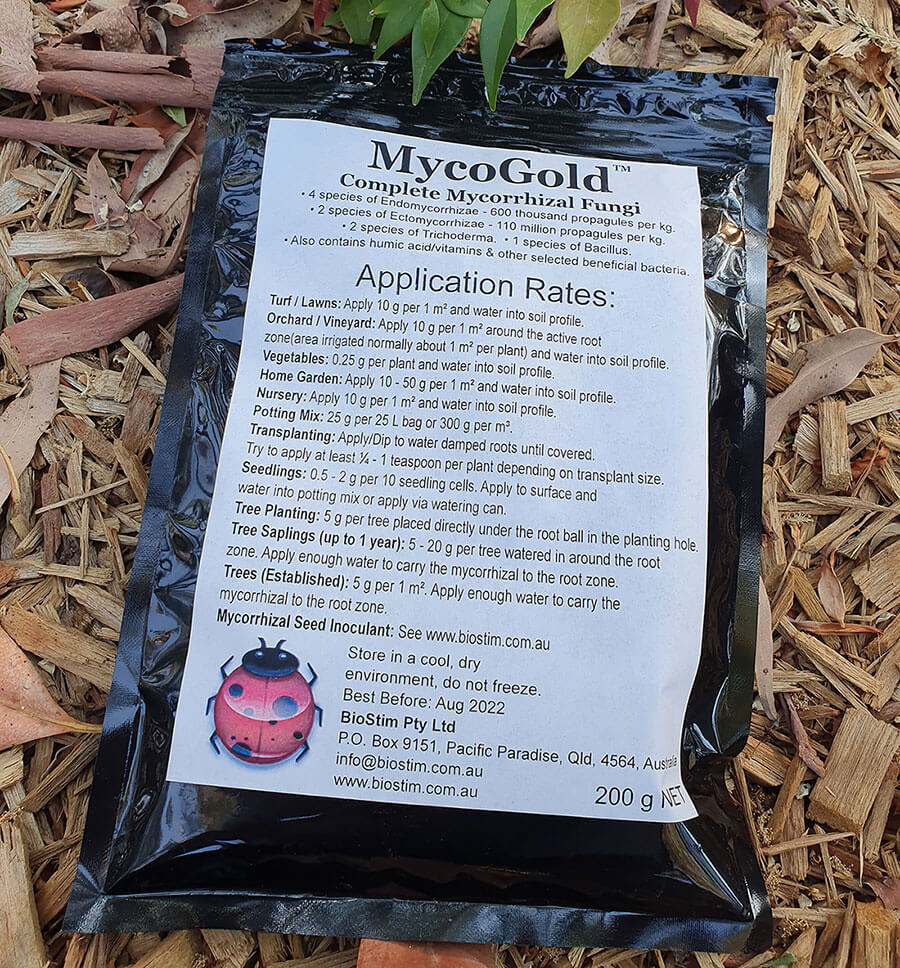 MycoGold™
Complete Mycorrhizal Fungi
• 4 species of Endomycorrhizae - 600 thousand propagules per kg.
• 2 species of Ectomycorrhizae - 110 million propagules per kg.
• 2 species of Trichoderma. • 1 species of Bacillus.
• Also contains humic acid/vitamins & other selected beneficial bacteria.
Application Rates:
Turf / Lawns: Apply 10 g per 1 m² and water into soil profile.
Orchard / Vineyard: Apply 10 g per 1 m² around the active root
zone(area irrigated normally about 1 m² per plant) and water into soil profile.
Vegetables: 0.25 g per plant and water into soil profile.
Home Garden: Apply 10 - 50 g per 1 m² and water into soil profile.
Nursery: Apply 10 g per 1 m² and water into soil profile.
Potting Mix: 25 g per 25 L bag or 300 g per m³.
Transplanting: Apply/Dip to water damped roots until covered.
Try to apply at least ¼ - 1 teaspoon per plant depending on transplant size.
Seedlings: 0.5 - 2 g per 10 seedling cells. Apply to surface and
water into potting mix or apply via watering can.
Tree Planting: 5 g per tree placed directly under the root ball in the planting hole.
Tree Saplings (up to 1 year): 5 - 20 g per tree watered in around the root
zone. Apply enough water to carry the mycorrhizal to the root zone.
Trees (Established): 5 g per 1 m². Apply enough water to carry the
mycorrhizal to the root zone.
Mycorrhizal Seed Inoculant: See www.biostim.com.au
Store in a cool, dry
environment, do not freeze.
Best Before: Aug 2022
BioStim Pty Ltd
P.O. Box 9151, Pacific Paradise, Qld, 4564, Australia
info@biostim.com.au
www.biostim.com.au
200 g NET